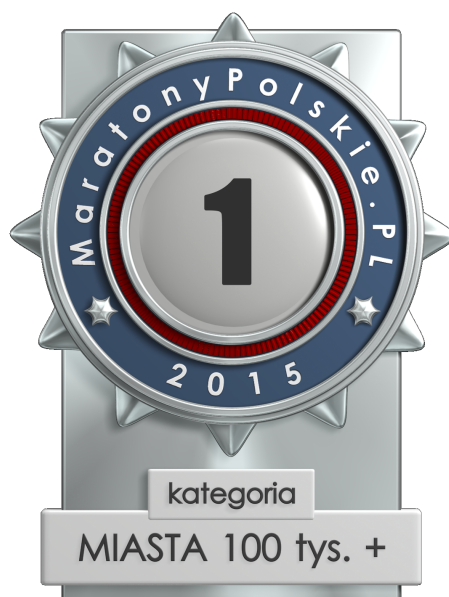 MaratonyPolskie.PL
1
2015
kategoria
MIASTA 100 tys. +